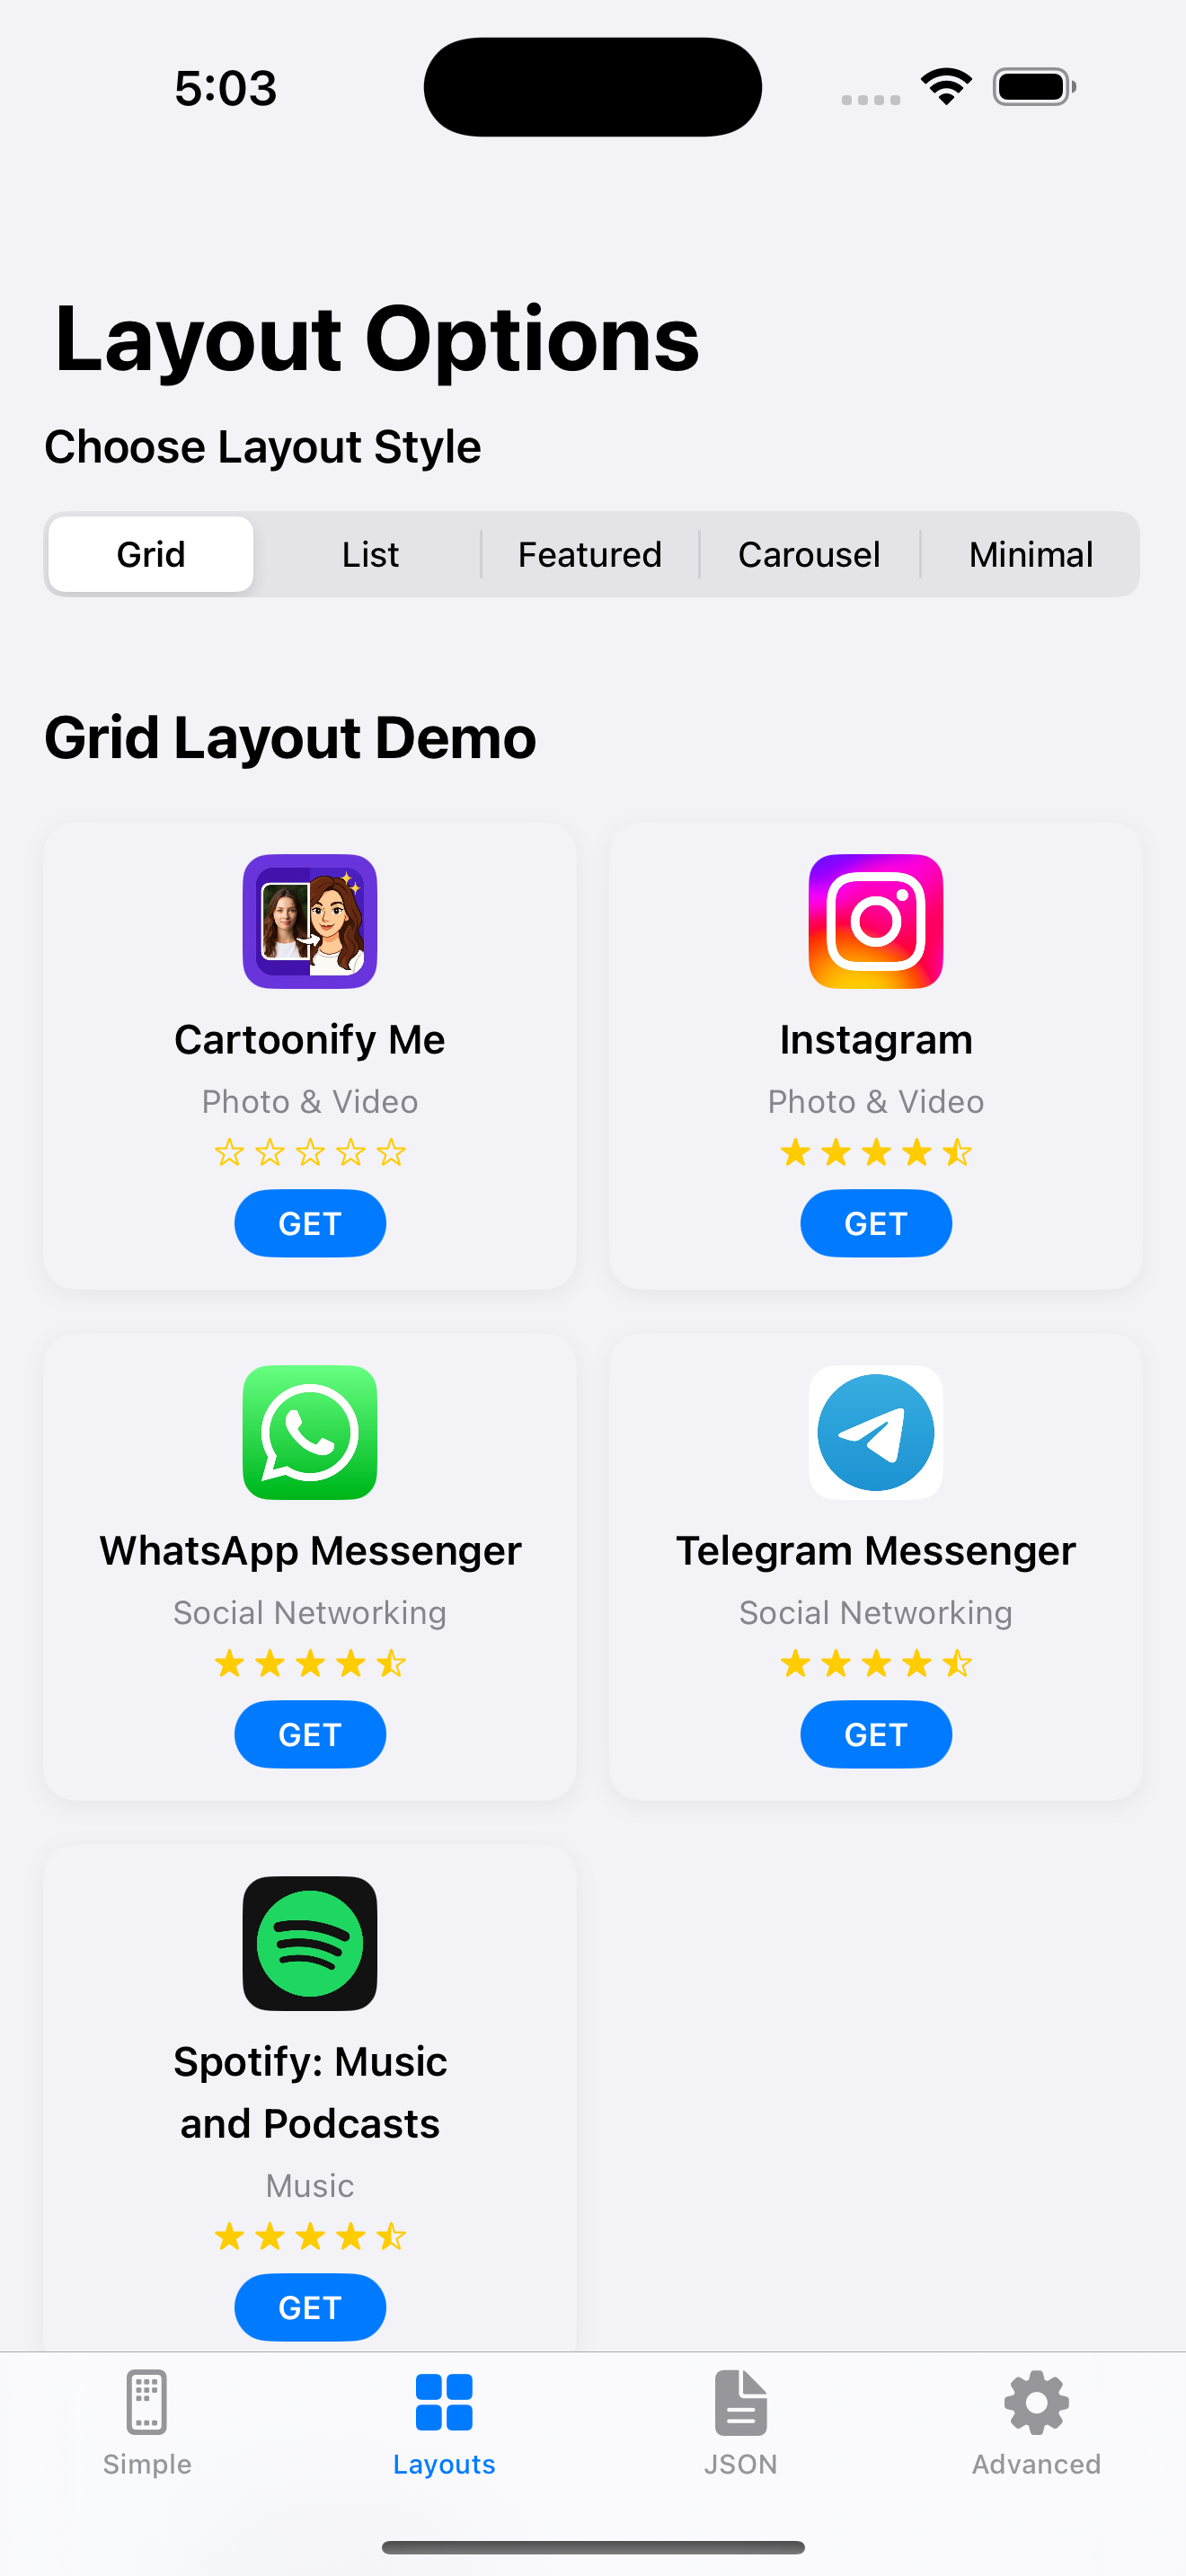 5:03
Layout Options
Choose Layout Style
Grid List Featured Carousel Minimal
Grid Layout Demo
Cartoonify Me
Photo & Video
GET
Instagram
Photo & Video
GET
WhatsApp Messenger
Social Networking
GET
Telegram Messenger
Social Networking
GET
Spotify: Music
and Podcasts
Music
GET
Simple Layouts JSON Advanced